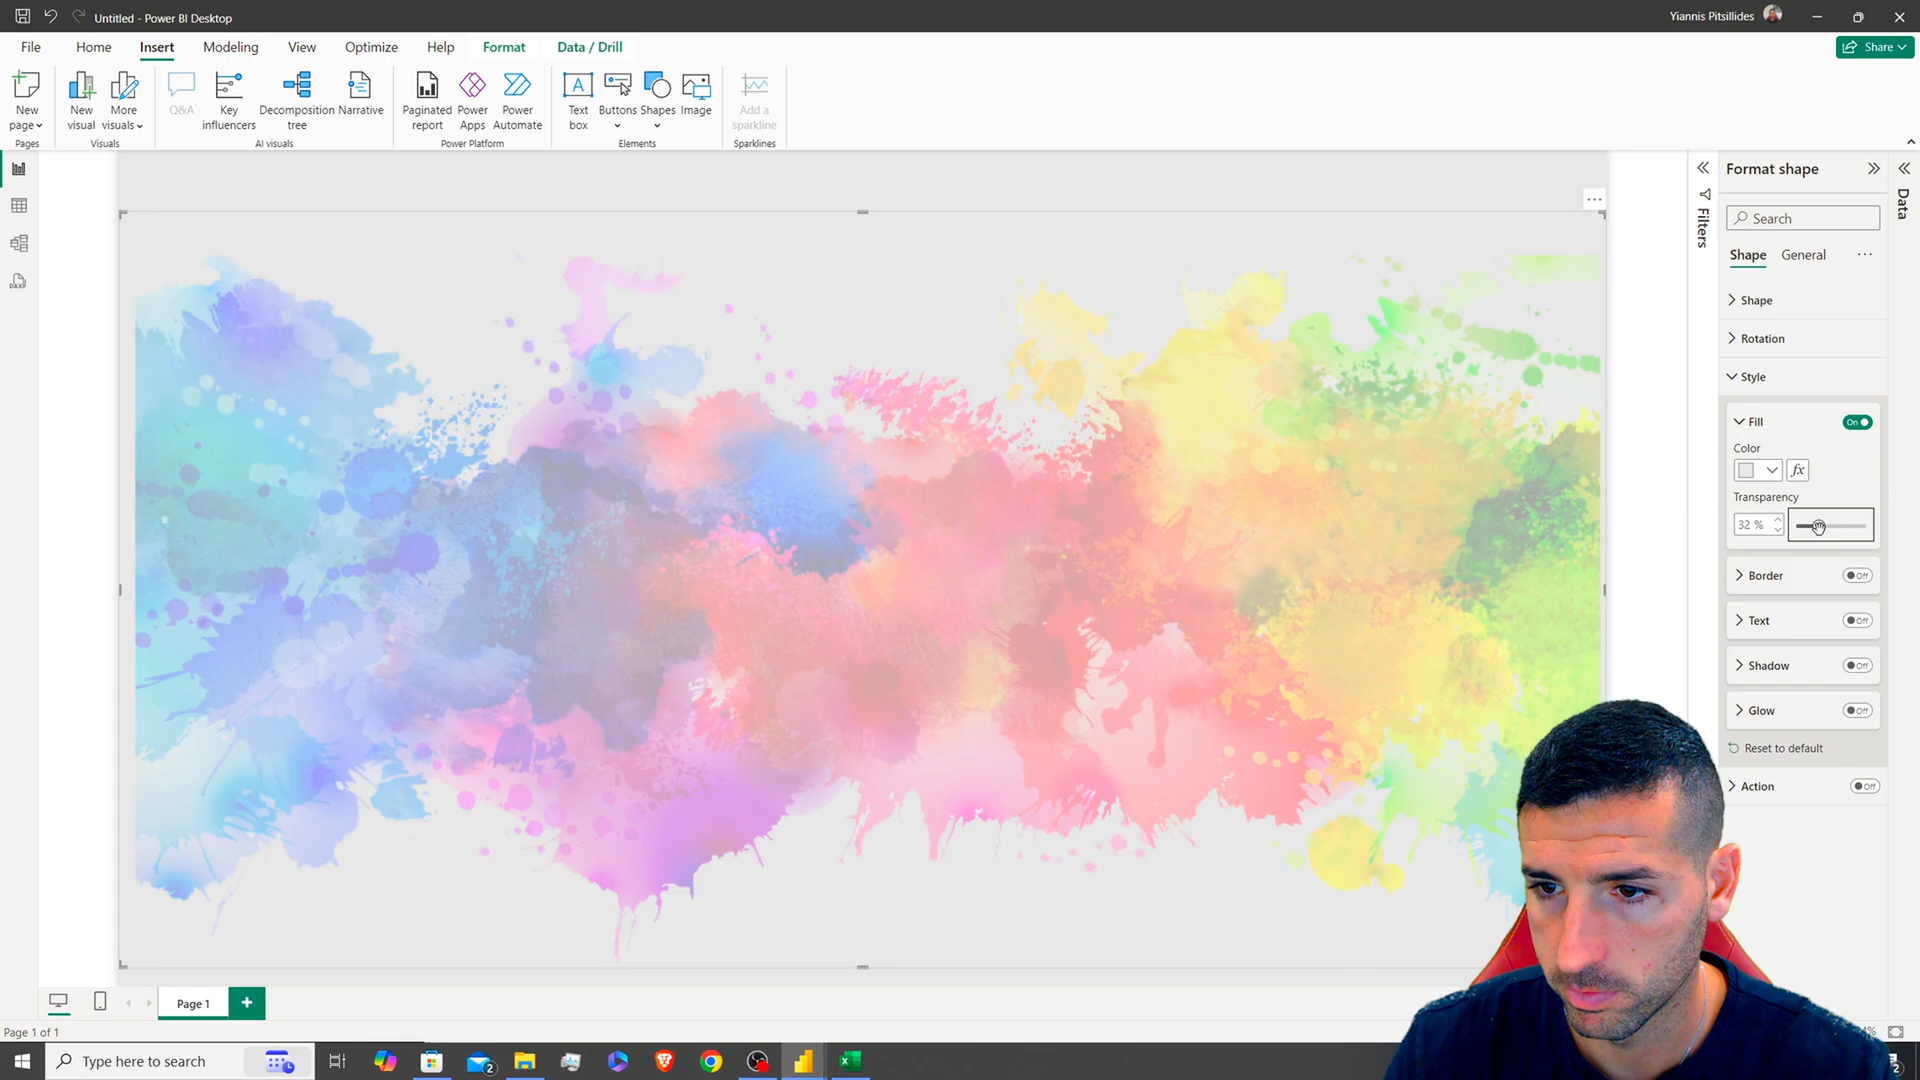 Untitled - Power BI Desktop
Yiannis Pitsillides
File Home Insert Modeling View Optimize Help Format Data / Drill
Share
New page
New visual
More visuals
Q&A
Key influencers
Decomposition tree
Narrative
Paginated report
Power Apps
Power Automate
Text box
Buttons
Shapes
Image
Add a sparkline
Pages
Visuals
AI visuals
Power Platform
Elements
Sparklines
Filters
Format shape
Data
Search
Shape General
Shape
Rotation
Style
Fill On
Color
fx
Transparency
32 %
Border Off
Text Off
Shadow Off
Glow Off
Reset to default
Action Off
DAX
Page 1
Page 1 of 1
Type here to search
2
2